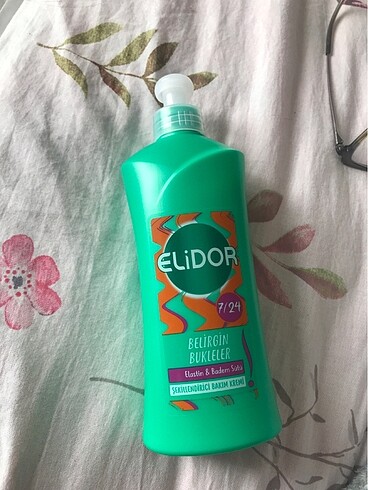 ELiDOR
7/24
BELİRGİN
BUKLELER
Elastin & Badem Sütü
ŞEKİLLENDİRİCİ BAKIM KREMİ